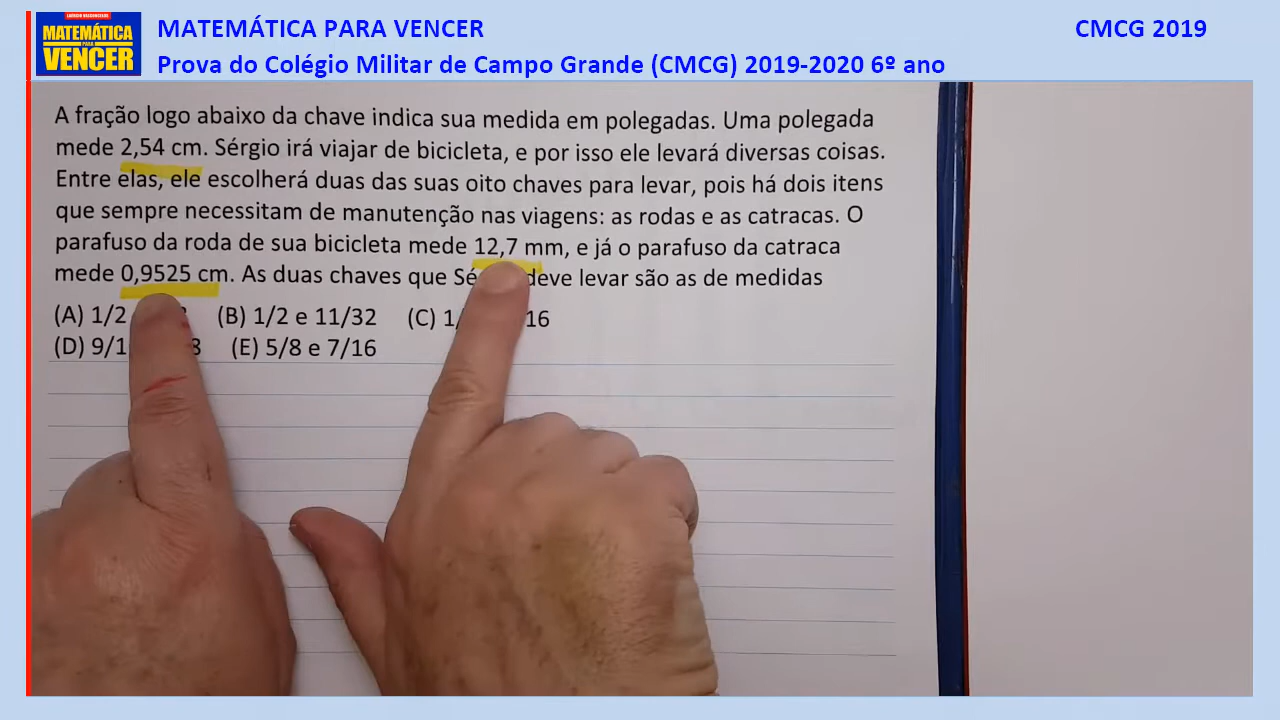 LAÉRCIO VASCONCELOS
MATEMÁTICA
PARA
VENCER
MATEMÁTICA PARA VENCER
CMCG 2019
Prova do Colégio Militar de Campo Grande (CMCG) 2019-2020 6º ano
A fração logo abaixo da chave indica sua medida em polegadas. Uma polegada
mede 2,54 cm. Sérgio irá viajar de bicicleta, e por isso ele levará diversas coisas.
Entre elas, ele escolherá duas das suas oito chaves para levar, pois há dois itens
que sempre necessitam de manutenção nas viagens: as rodas e as catracas. O
parafuso da roda de sua bicicleta mede 12,7 mm, e já o parafuso da catraca
mede 0,9525 cm. As duas chaves que deve levar são as de medidas
(A) 1/2 (B) 1/2 e 11/32 (C) 16
(D) (E) 5/8 e 7/16